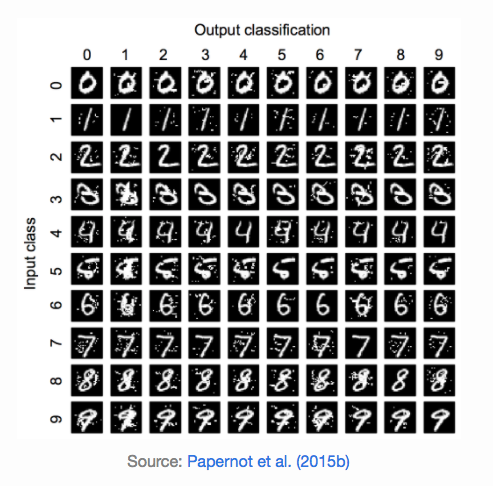 Output classification
0 1 2 3 4 5 6 7 8 9
Input class
0
1
2
3
4
5
6
7
8
9
Source: Papernot et al. (2015b)